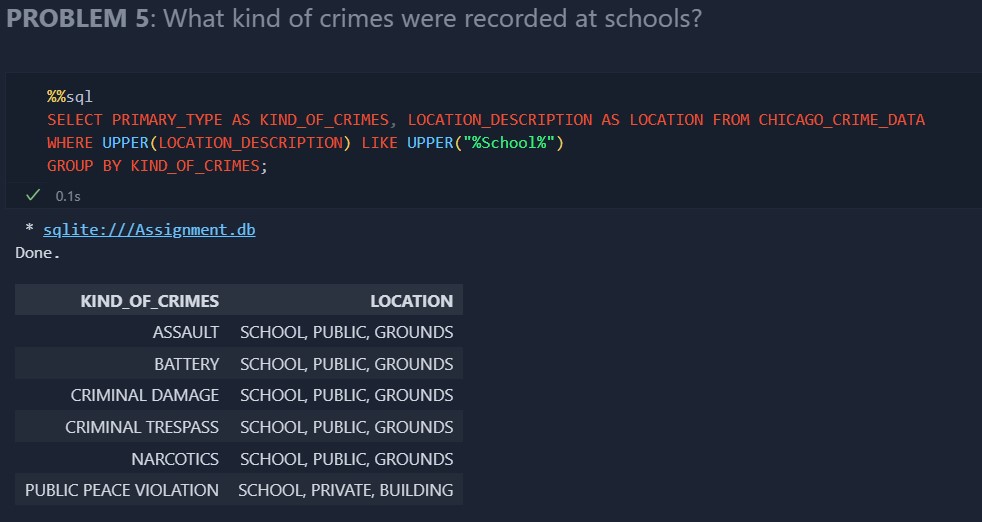 PROBLEM 5: What kind of crimes were recorded at schools?
%%sql
SELECT PRIMARY_TYPE AS KIND_OF_CRIMES, LOCATION_DESCRIPTION AS LOCATION FROM CHICAGO_CRIME_DATA
WHERE UPPER(LOCATION_DESCRIPTION) LIKE UPPER("%School%")
GROUP BY KIND_OF_CRIMES;
✓ 0.1s
* sqlite:///Assignment.db
Done.
KIND_OF_CRIMES LOCATION
ASSAULT SCHOOL, PUBLIC, GROUNDS
BATTERY SCHOOL, PUBLIC, GROUNDS
CRIMINAL DAMAGE SCHOOL, PUBLIC, GROUNDS
CRIMINAL TRESPASS SCHOOL, PUBLIC, GROUNDS
NARCOTICS SCHOOL, PUBLIC, GROUNDS
PUBLIC PEACE VIOLATION SCHOOL, PRIVATE, BUILDING